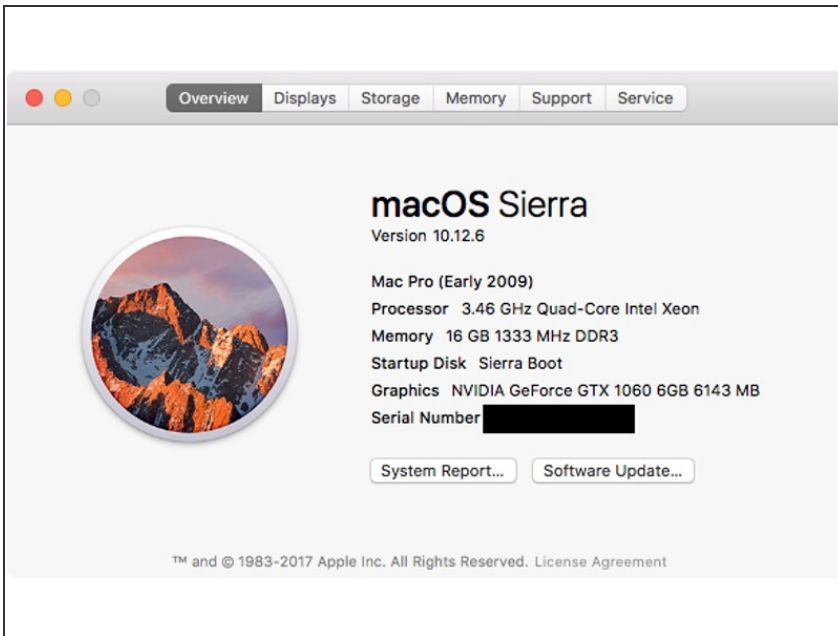 Overview Displays Storage Memory Support Service
macOS Sierra
Version 10.12.6
Mac Pro (Early 2009)
Processor 3.46 GHz Quad-Core Intel Xeon
Memory 16 GB 1333 MHz DDR3
Startup Disk Sierra Boot
Graphics NVIDIA GeForce GTX 1060 6GB 6143 MB
Serial Number
System Report... Software Update...
™ and © 1983-2017 Apple Inc. All Rights Reserved. License Agreement